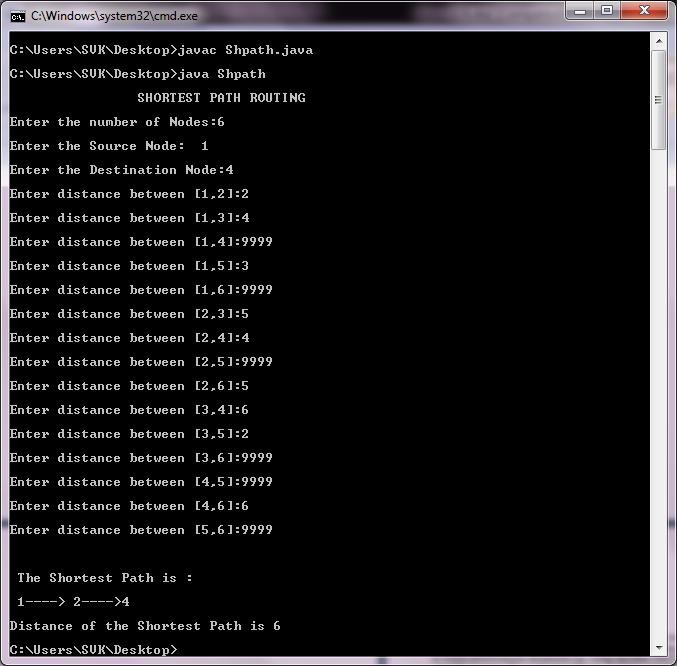 C:\Windows\system32\cmd.exe
C:\Users\SVK\Desktop>javac Shpath.java
C:\Users\SVK\Desktop>java Shpath
SHORTEST PATH ROUTING
Enter the number of Nodes:6
Enter the Source Node:  1
Enter the Destination Node:4
Enter distance between [1,2]:2
Enter distance between [1,3]:4
Enter distance between [1,4]:9999
Enter distance between [1,5]:3
Enter distance between [1,6]:9999
Enter distance between [2,3]:5
Enter distance between [2,4]:4
Enter distance between [2,5]:9999
Enter distance between [2,6]:5
Enter distance between [3,4]:6
Enter distance between [3,5]:2
Enter distance between [3,6]:9999
Enter distance between [4,5]:9999
Enter distance between [4,6]:6
Enter distance between [5,6]:9999
The Shortest Path is :
1----> 2---->4
Distance of the Shortest Path is 6
C:\Users\SVK\Desktop>